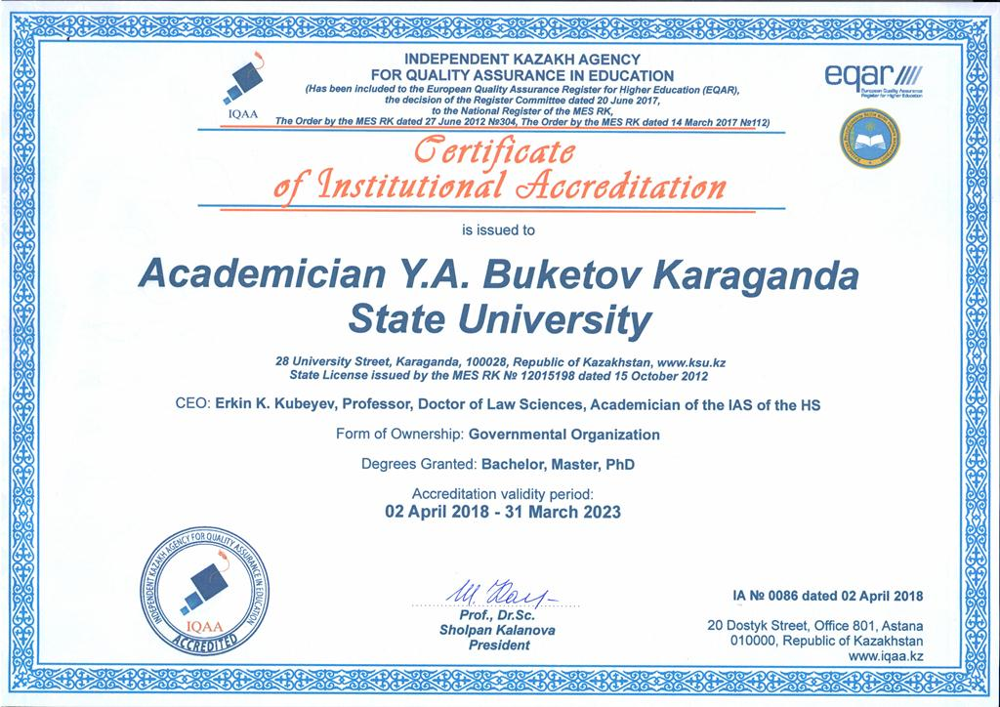 INDEPENDENT KAZAKH AGENCY
FOR QUALITY ASSURANCE IN EDUCATION
(Has been included to the European Quality Assurance Register for Higher Education (EQAR),
the decision of the Register Committee dated 20 June 2017,
to the National Register of the MES RK,
The Order by the MES RK dated 27 June 2012 №304, The Order by the MES RK dated 14 March 2017 №112)
IQAA
eqar////
European Quality Assurance
Register for Higher Education
Certificate
of Institutional Accreditation
is issued to
Academician Y.A. Buketov Karaganda
State University
28 University Street, Karaganda, 100028, Republic of Kazakhstan, www.ksu.kz
State License issued by the MES RK № 12015198 dated 15 October 2012
CEO: Erkin K. Kubeyev, Professor, Doctor of Law Sciences, Academician of the IAS of the HS
Form of Ownership: Governmental Organization
Degrees Granted: Bachelor, Master, PhD
Accreditation validity period:
02 April 2018 - 31 March 2023
INDEPENDENT KAZAKH AGENCY FOR QUALITY ASSURANCE IN EDUCATION
IQAA
ACCREDITED
Prof., Dr.Sc.
Sholpan Kalanova
President
IA № 0086 dated 02 April 2018
20 Dostyk Street, Office 801, Astana
010000, Republic of Kazakhstan
www.iqaa.kz